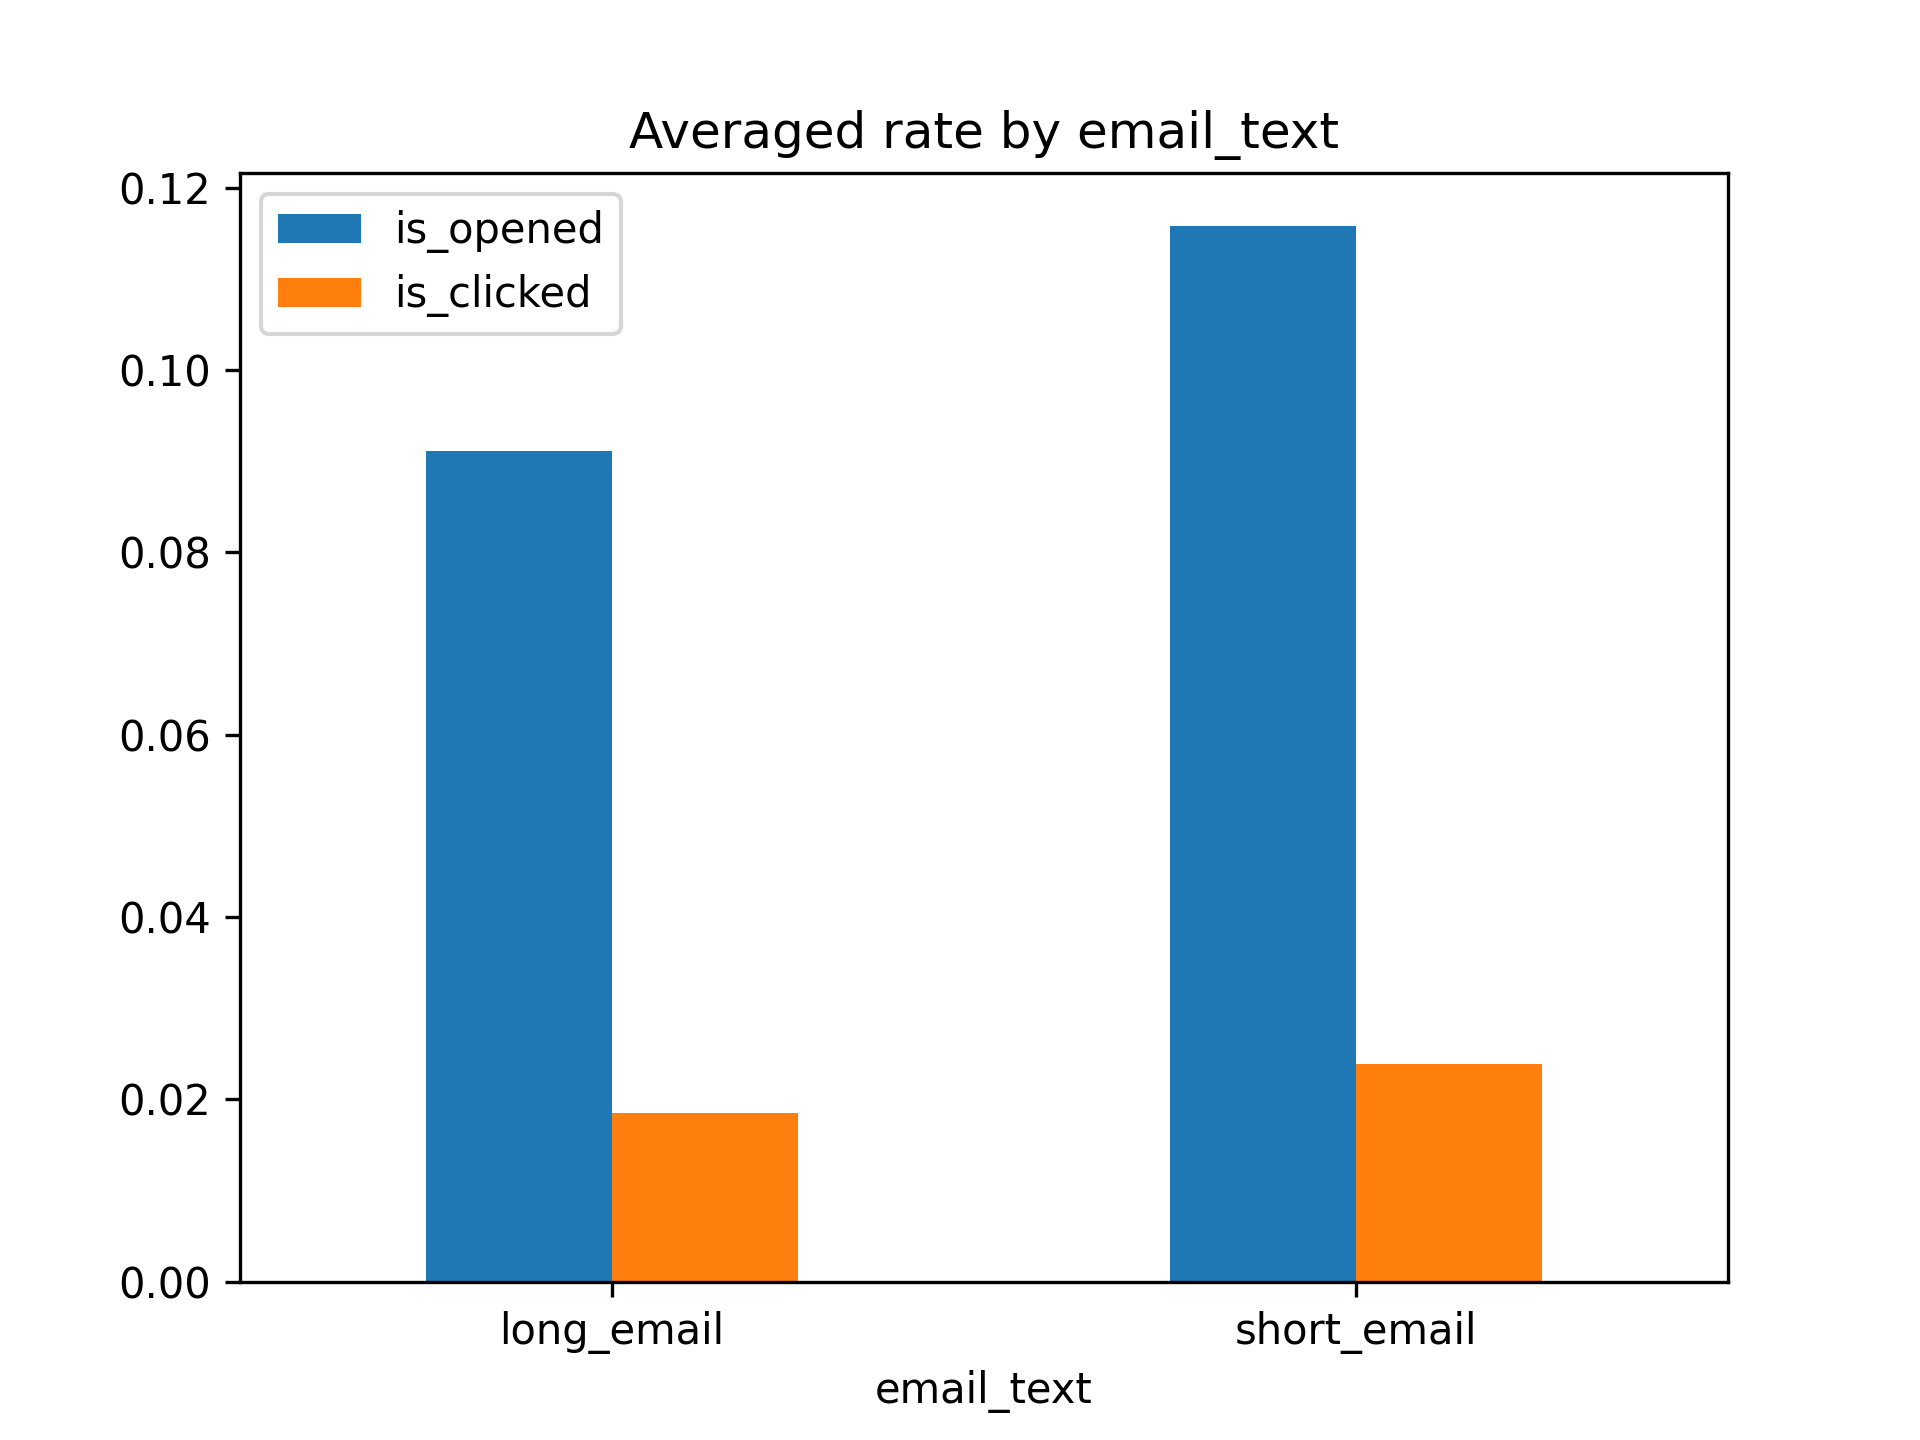 Averaged rate by email_text
0.12
0.10
0.08
0.06
0.04
0.02
0.00
is_opened
is_clicked
long_email
short_email
email_text